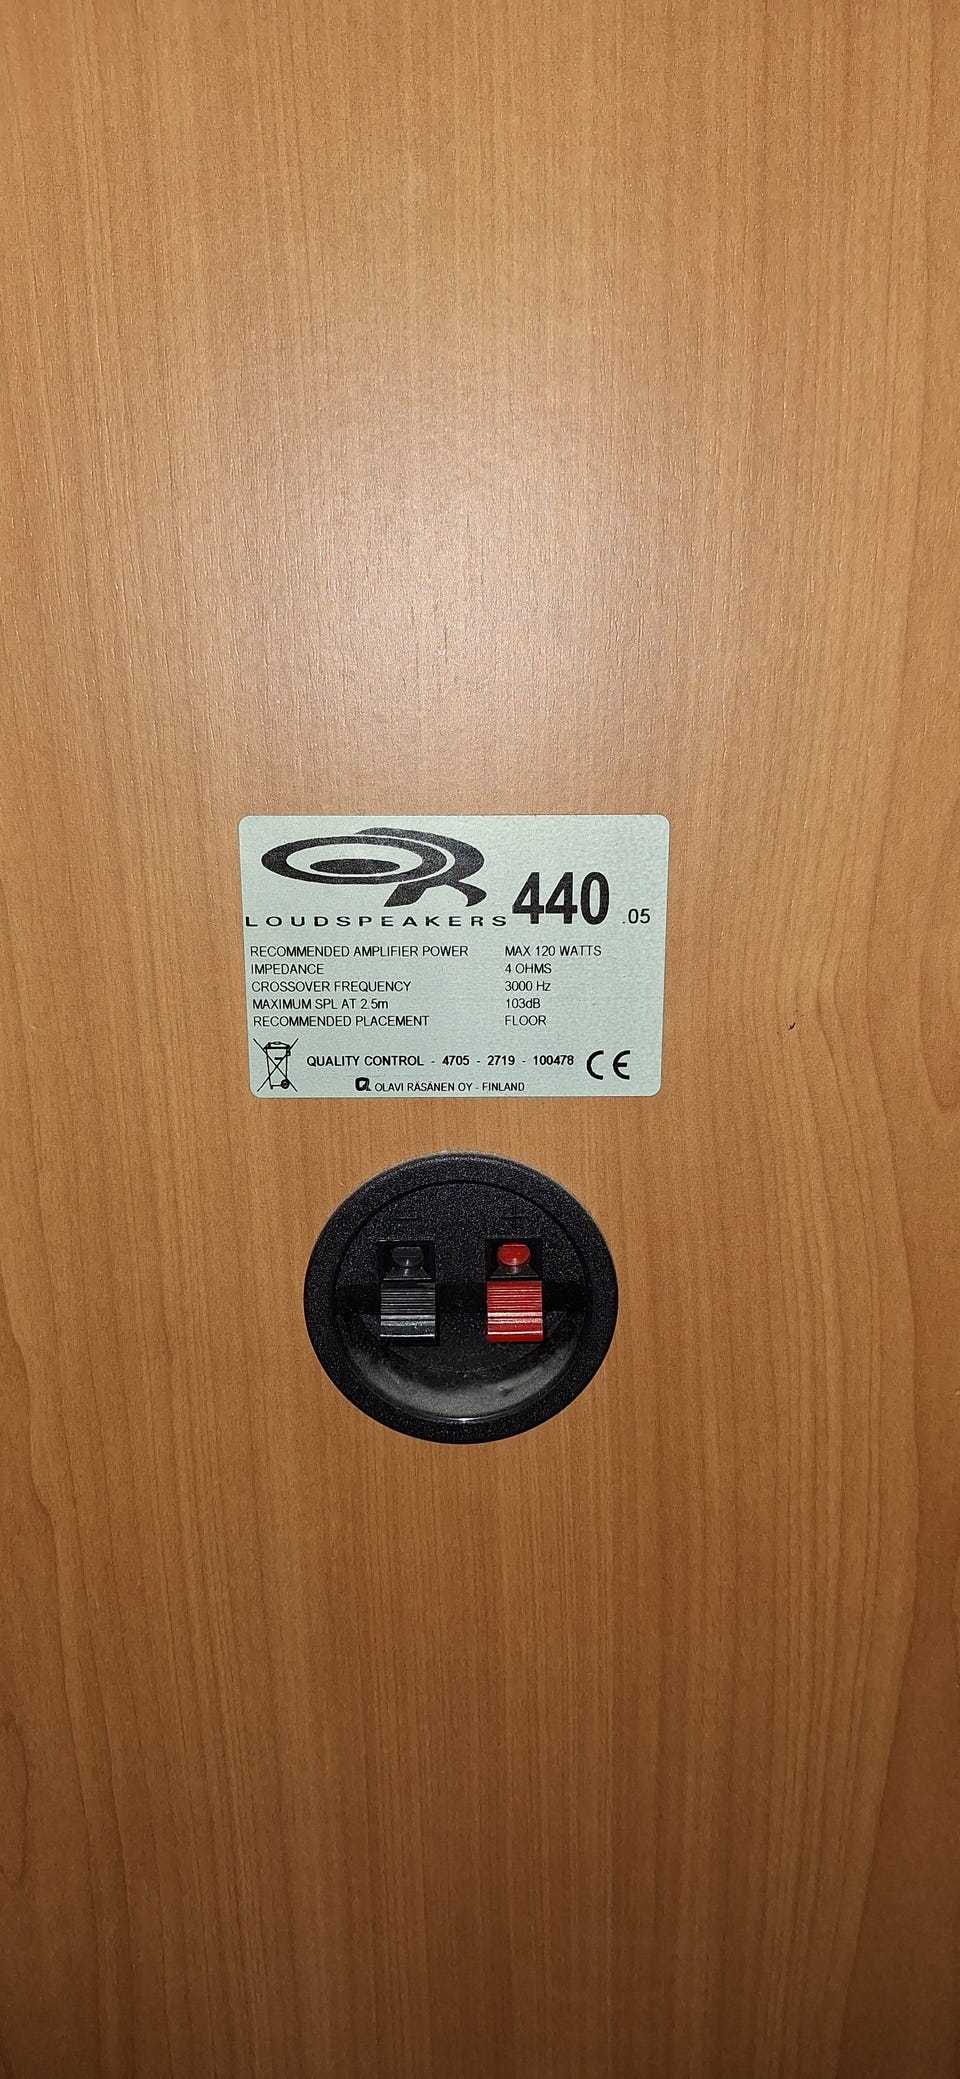 OR
LOUDSPEAKERS 440 .05
RECOMMENDED AMPLIFIER POWER MAX 120 WATTS
IMPEDANCE 4 OHMS
CROSSOVER FREQUENCY 3000 Hz
MAXIMUM SPL AT 2.5m 103dB
RECOMMENDED PLACEMENT FLOOR
QUALITY CONTROL - 4705 - 2719 - 100478 CE
OLAVI RÄSÄNEN OY - FINLAND
- +